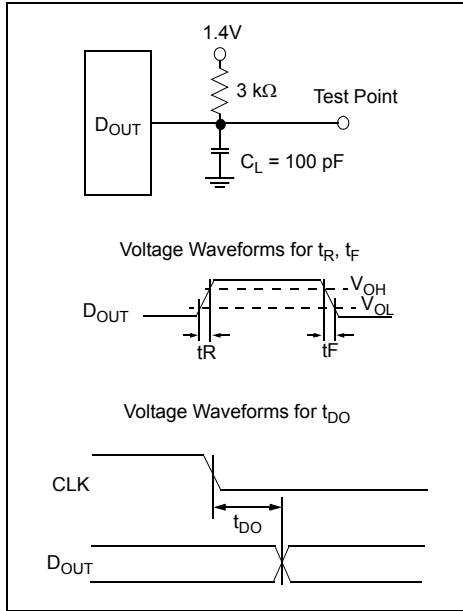 1.4V
3 kΩ
Test Point
DOUT
CL = 100 pF
Voltage Waveforms for tR, tF
VOH
VOL
DOUT
tR
tF
Voltage Waveforms for tDO
CLK
tDO
DOUT